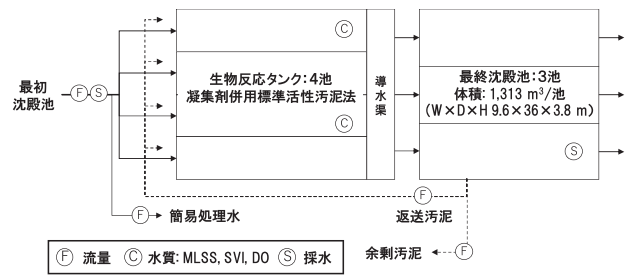 最初
沈殿池
Ⓕ
Ⓢ
Ⓒ
生物反応タンク:4池
凝集剤併用標準活性汚泥法
Ⓒ
導水渠
最終沈殿池:3池
体積:1,313 m³/池
(W×D×H 9.6×36×3.8 m)
Ⓢ
Ⓕ
簡易処理水
Ⓕ
返送汚泥
余剰汚泥
Ⓕ
Ⓕ 流量 Ⓒ 水質: MLSS, SVI, DO Ⓢ 採水